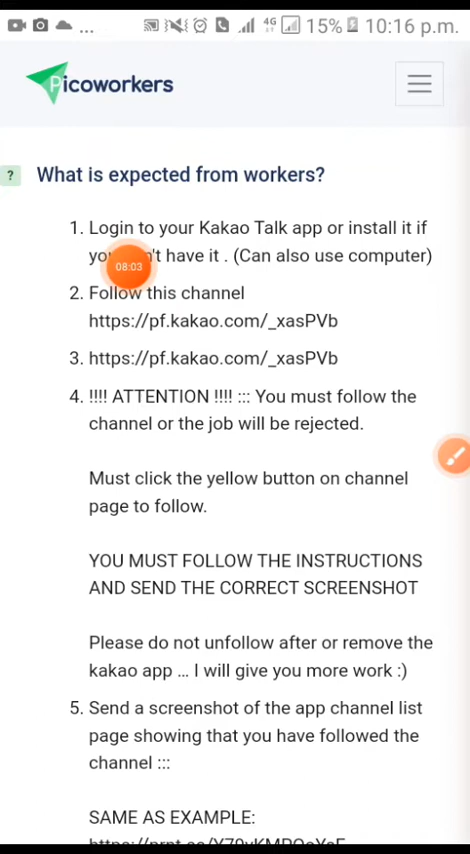 ... 4G 15% 10:16 p.m.
Picoworkers
? What is expected from workers?
1. Login to your Kakao Talk app or install it if
have it . (Can also use computer)
08:03
2. Follow this channel
https://pf.kakao.com/_xasPVb
3. https://pf.kakao.com/_xasPVb
4. !!!! ATTENTION !!!! ::: You must follow the
channel or the job will be rejected.
Must click the yellow button on channel
page to follow.
YOU MUST FOLLOW THE INSTRUCTIONS
AND SEND THE CORRECT SCREENSHOT
Please do not unfollow after or remove the
kakao app ... I will give you more work :)
5. Send a screenshot of the app channel list
page showing that you have followed the
channel :::
SAME AS EXAMPLE: